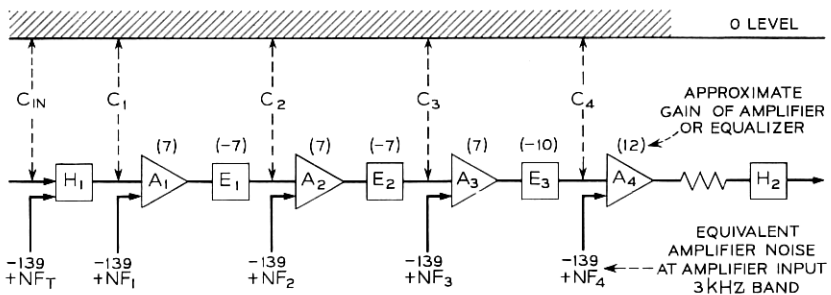 0 LEVEL
C_IN C_1 C_2 C_3 C_4
APPROXIMATE
GAIN OF AMPLIFIER
OR EQUALIZER
(7) (-7) (7) (-7) (7) (-10) (12)
H_1 A_1 E_1 A_2 E_2 A_3 E_3 A_4 H_2
-139 -139 -139 -139 -139
+NF_T +NF_1 +NF_2 +NF_3 +NF_4
EQUIVALENT
AMPLIFIER NOISE
AT AMPLIFIER INPUT
3 kHZ BAND